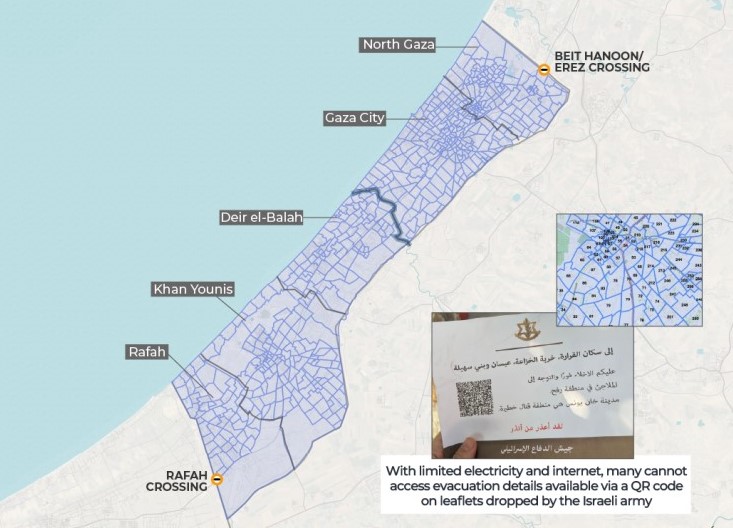 North Gaza
BEIT HANOON/
EREZ CROSSING
Gaza City
Deir el-Balah
Khan Younis
Rafah
RAFAH
CROSSING
إلى سكان القرارة، خربة الخزاعة، عبسان وبني سهيلة
عليكم الاخلاء فورًا والتوجه إلى
الملاجئ في منطقة رفح.
مدينة خان يونس هي منطقة قتال خطيرة.
لقد أعذر من أنذر
جيش الدفاع الإسرائيلي
With limited electricity and internet, many cannot
access evacuation details available via a QR code
on leaflets dropped by the Israeli army